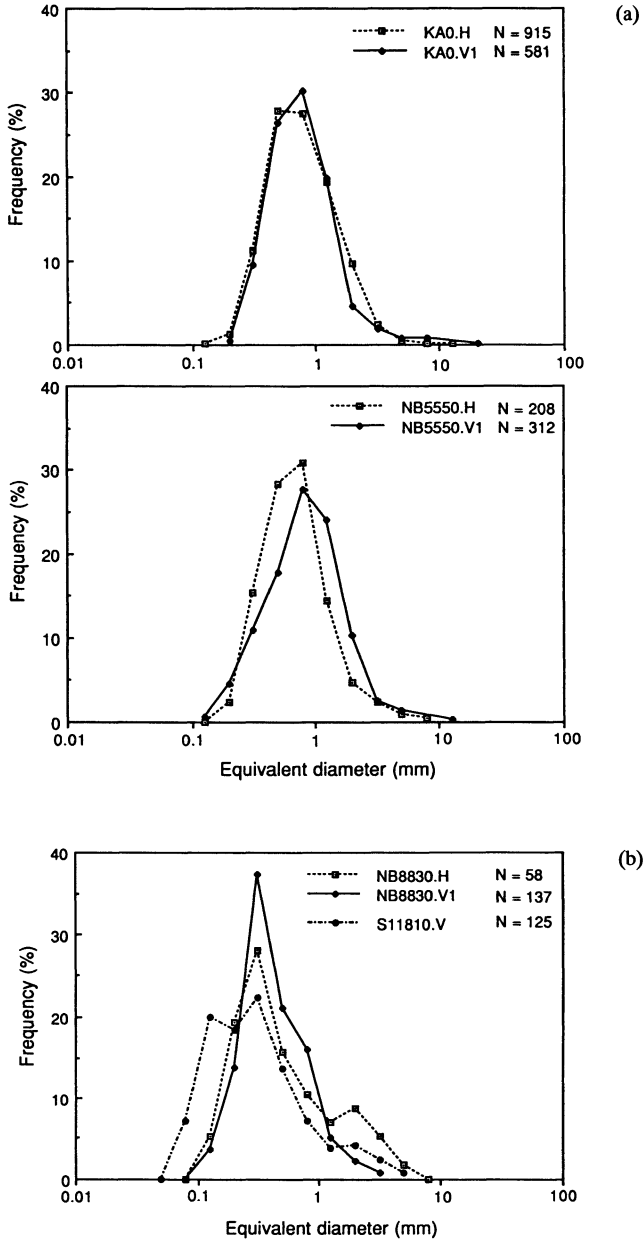 (a)
KA0.H N = 915
KA0.V1 N = 581
Frequency (%)
40
30
20
10
0
0.01 0.1 1 10 100
NB5550.H N = 208
NB5550.V1 N = 312
Frequency (%)
40
30
20
10
0
0.01 0.1 1 10 100
Equivalent diameter (mm)
(b)
NB8830.H N = 58
NB8830.V1 N = 137
S11810.V N = 125
Frequency (%)
40
30
20
10
0
0.01 0.1 1 10 100
Equivalent diameter (mm)